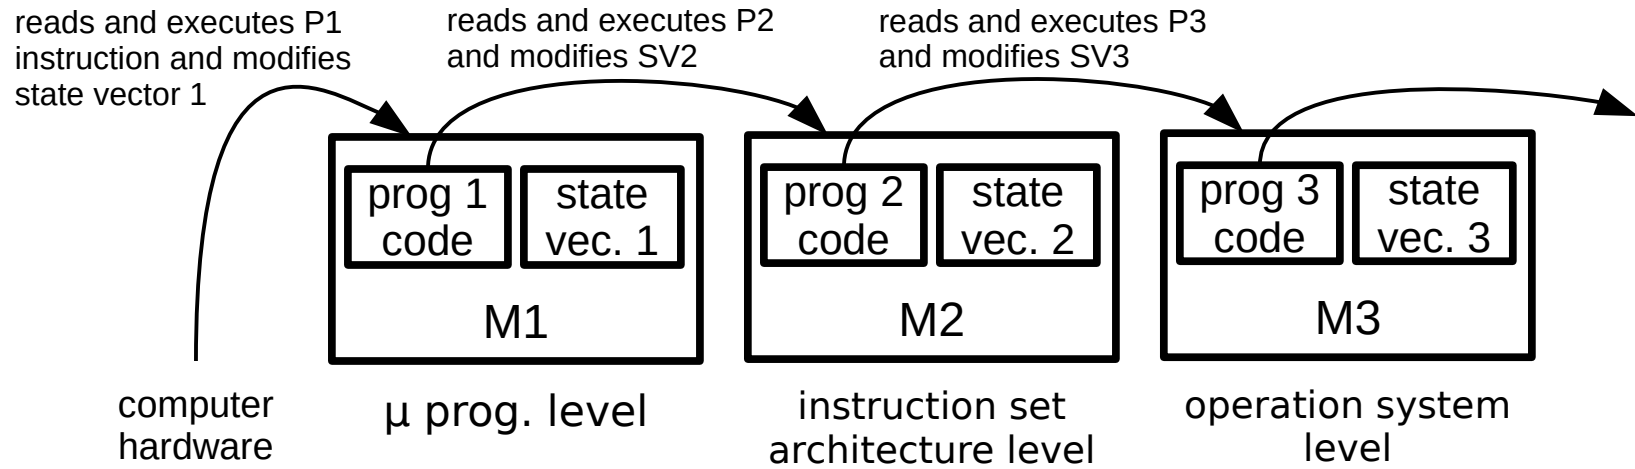 reads and executes P1
instruction and modifies
state vector 1
reads and executes P2
and modifies SV2
reads and executes P3
and modifies SV3
prog 1
code
state
vec. 1
M1
prog 2
code
state
vec. 2
M2
prog 3
code
state
vec. 3
M3
computer
hardware
μ prog. level
instruction set
architecture level
operation system
level